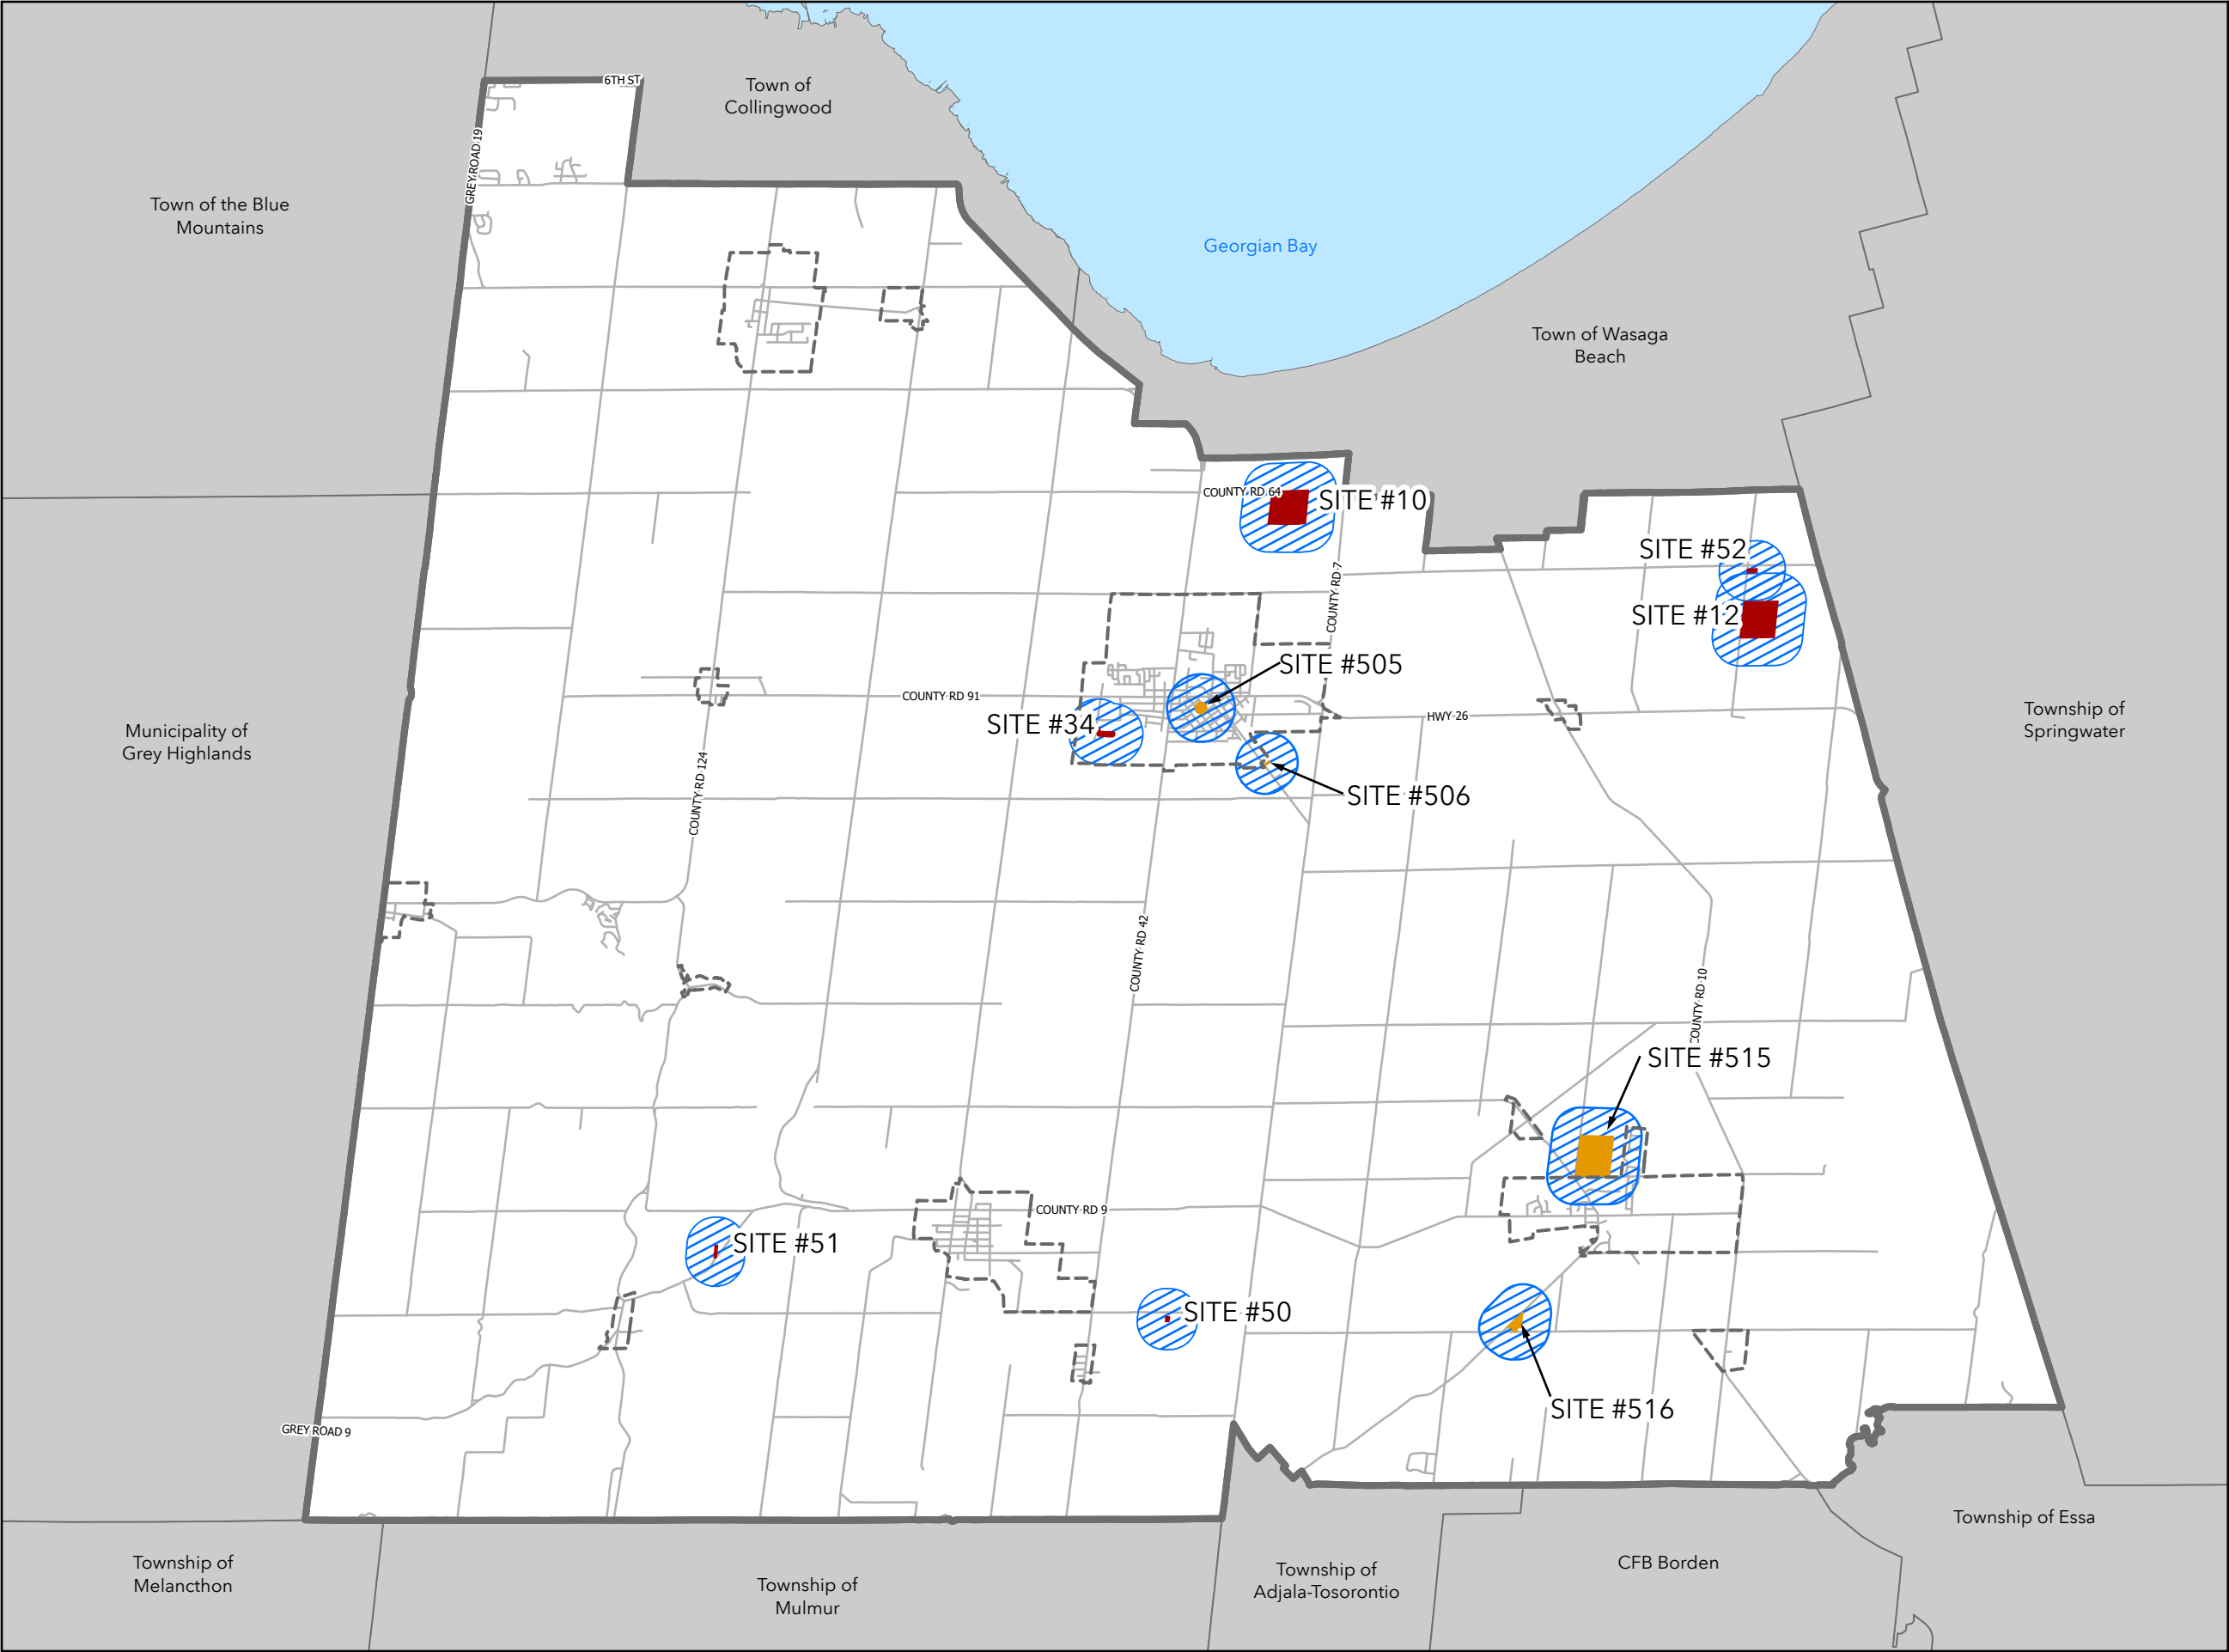 6TH ST
Town of
Collingwood
GREY ROAD 19
Town of the Blue
Mountains
Georgian Bay
Town of Wasaga
Beach
COUNTY RD 64
SITE #10
SITE #52
SITE #12
COUNTY RD 7
SITE #505
COUNTY RD 91
SITE #34
HWY 26
Township of
Springwater
Municipality of
Grey Highlands
COUNTY RD 124
SITE #506
COUNTY RD 42
COUNTY RD 10
SITE #515
COUNTY RD 9
SITE #51
SITE #50
SITE #516
GREY ROAD 9
Township of Essa
Township of
Melancthon
Township of
Mulmur
Township of
Adjala-Tosorontio
CFB Borden